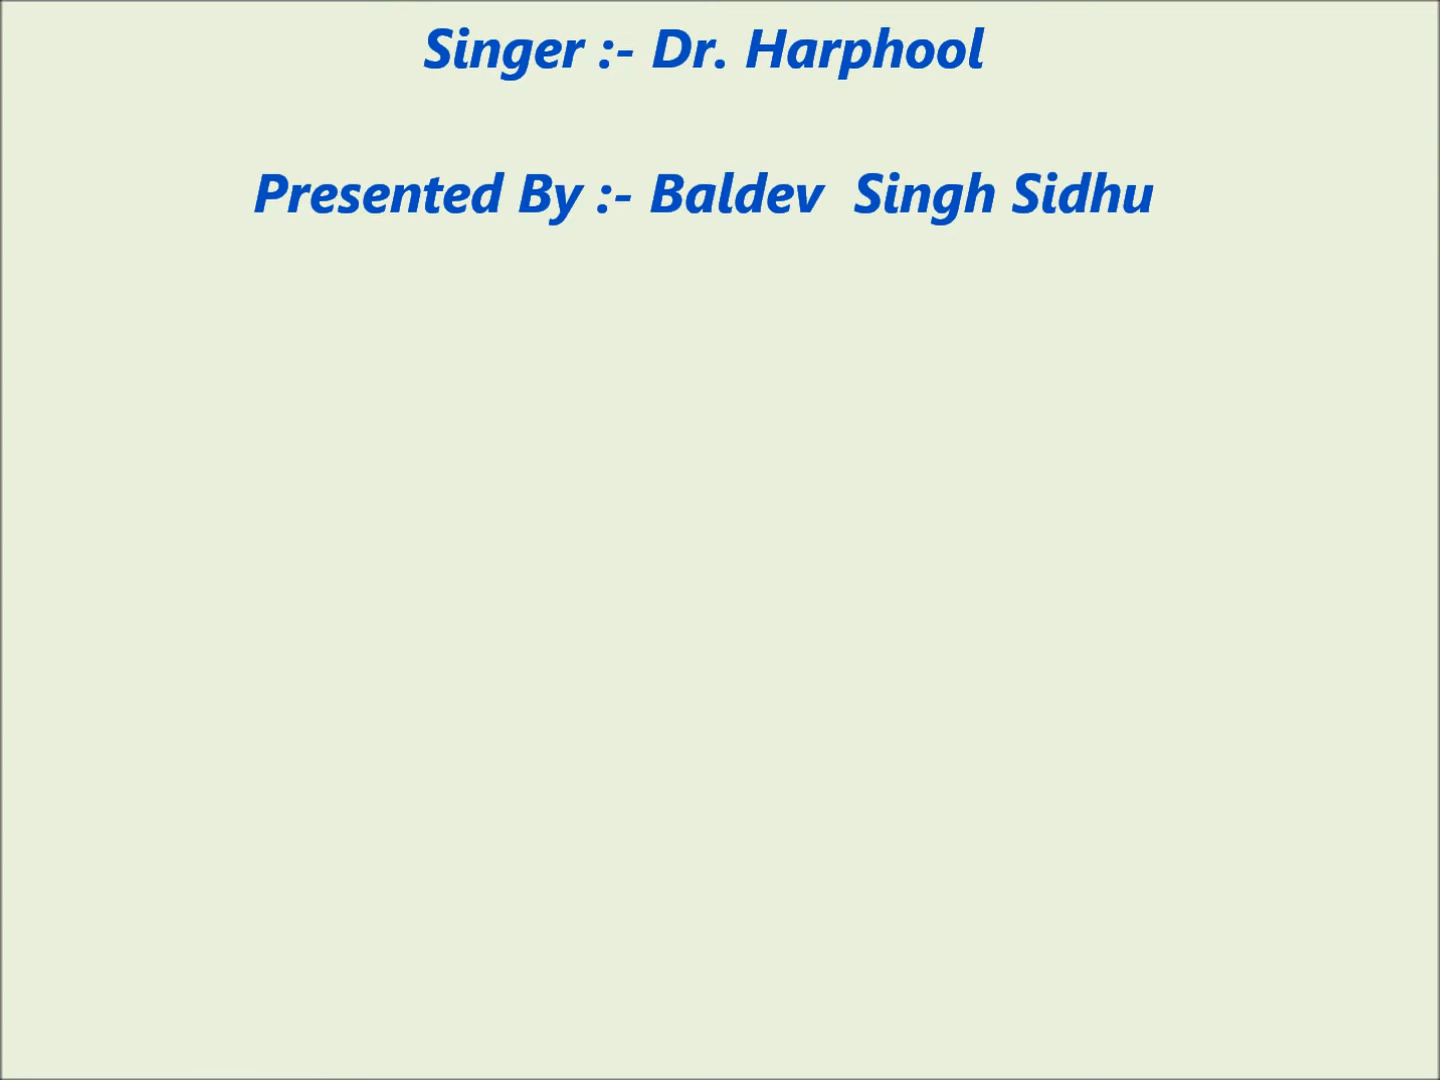 Singer :- Dr. Harphool
Presented By :- Baldev  Singh Sidhu